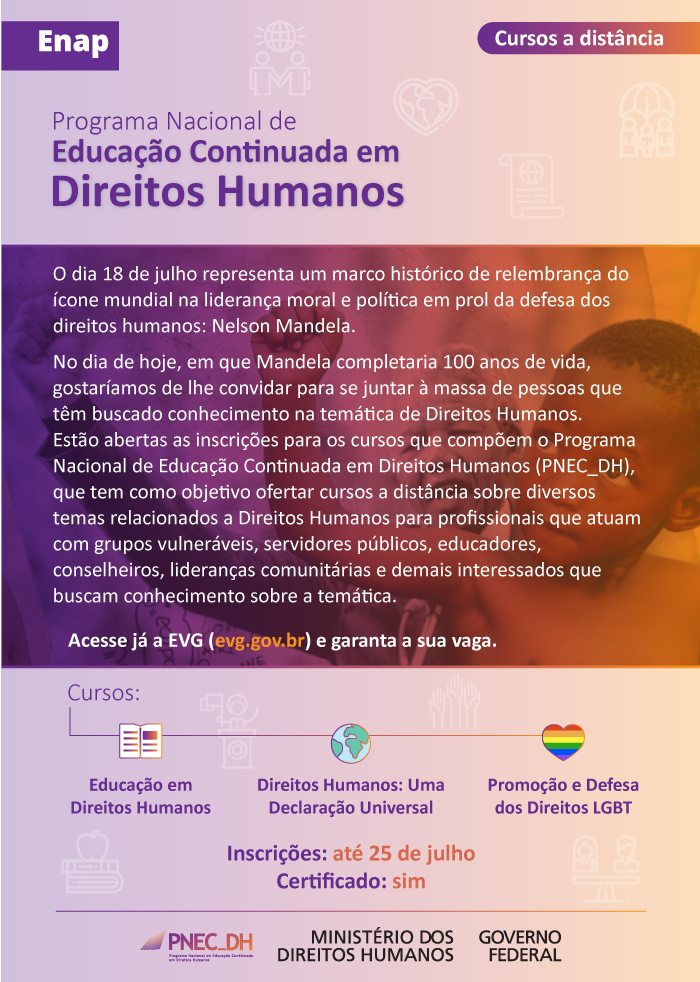 Enap
Cursos a distância
Programa Nacional de
Educação Continuada em
Direitos Humanos
O dia 18 de julho representa um marco histórico de relembrança do
ícone mundial na liderança moral e política em prol da defesa dos
direitos humanos: Nelson Mandela.
No dia de hoje, em que Mandela completaria 100 anos de vida,
gostaríamos de lhe convidar para se juntar à massa de pessoas que
têm buscado conhecimento na temática de Direitos Humanos.
Estão abertas as inscrições para os cursos que compõem o Programa
Nacional de Educação Continuada em Direitos Humanos (PNEC_DH),
que tem como objetivo ofertar cursos a distância sobre diversos
temas relacionados a Direitos Humanos para profissionais que atuam
com grupos vulneráveis, servidores públicos, educadores,
conselheiros, lideranças comunitárias e demais interessados que
buscam conhecimento sobre a temática.
Acesse já a EVG (evg.gov.br) e garanta a sua vaga.
Cursos:
Educação em
Direitos Humanos
Direitos Humanos: Uma
Declaração Universal
Promoção e Defesa
dos Direitos LGBT
Inscrições: até 25 de julho
Certificado: sim
PNEC_DH
Programa Nacional de Educação Continuada
em Direitos Humanos
MINISTÉRIO DOS
DIREITOS HUMANOS
GOVERNO
FEDERAL